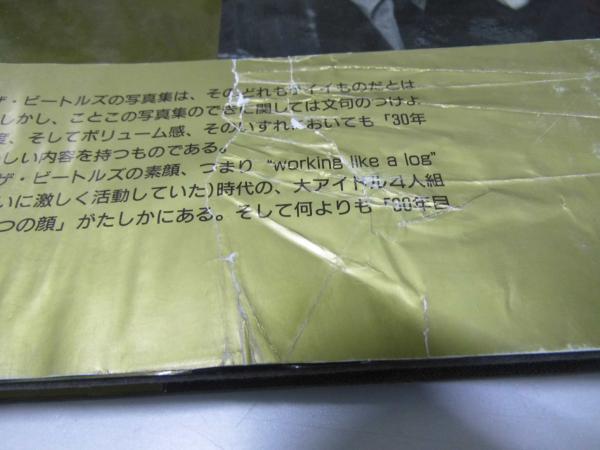 ザ・ビートルズの写真集は、そのどれもがイイものだとは
しかし、ことこの写真集のできに関しては文句のつけよ
度、そしてボリューム感、そのいずれにおいても「30年
しい内容を持つものである。
ザ・ビートルズの素顔、つまり“working like a log”
いに激しく活動していた)時代の、大アイドル4人組
つの顔」がたしかにある。そして何よりも「30年目